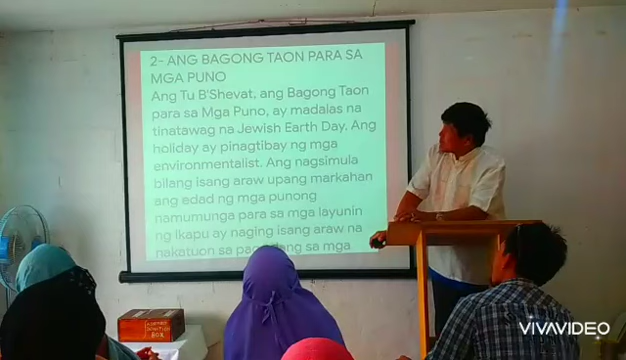 2- ANG BAGONG TAON PARA SA
MGA PUNO
Ang Tu B'Shevat, ang Bagong Taon
para sa Mga Puno, ay madalas na
tinatawag na Jewish Earth Day. Ang
holiday ay pinagtibay ng mga
environmentalist. Ang nagsimula
bilang isang araw upang markahan
ang edad ng mga punong
namumunga para sa mga layunin
ng ikapu ay naging isang araw na
nakatuon sa sa mga
BOX
VIVAVIDEO